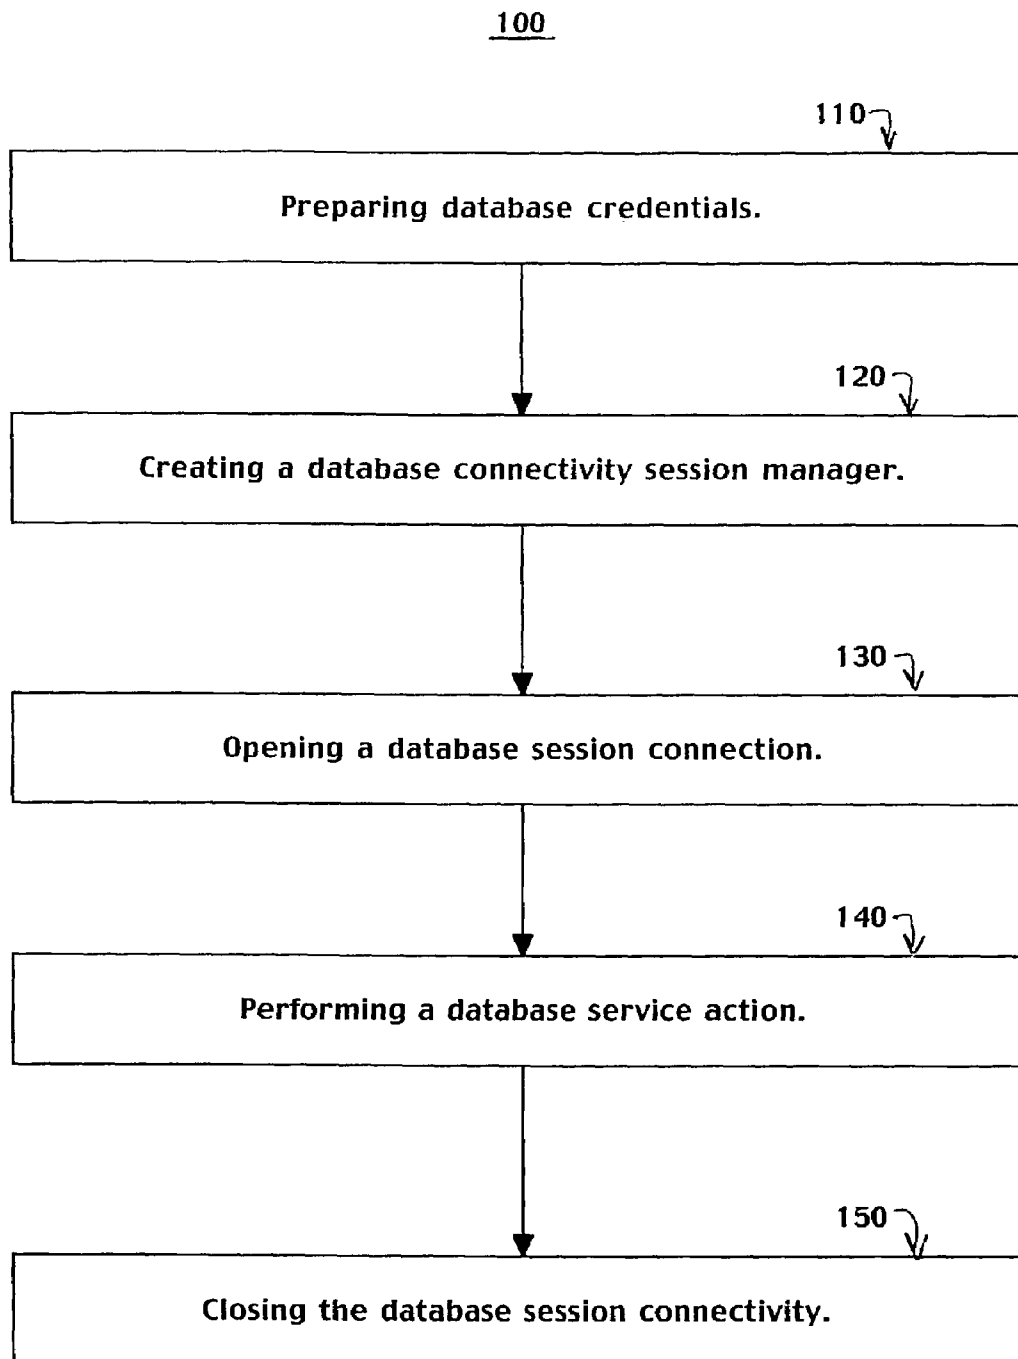 100
110
Preparing database credentials.
120
Creating a database connectivity session manager.
130
Opening a database session connection.
140
Performing a database service action.
150
Closing the database session connectivity.